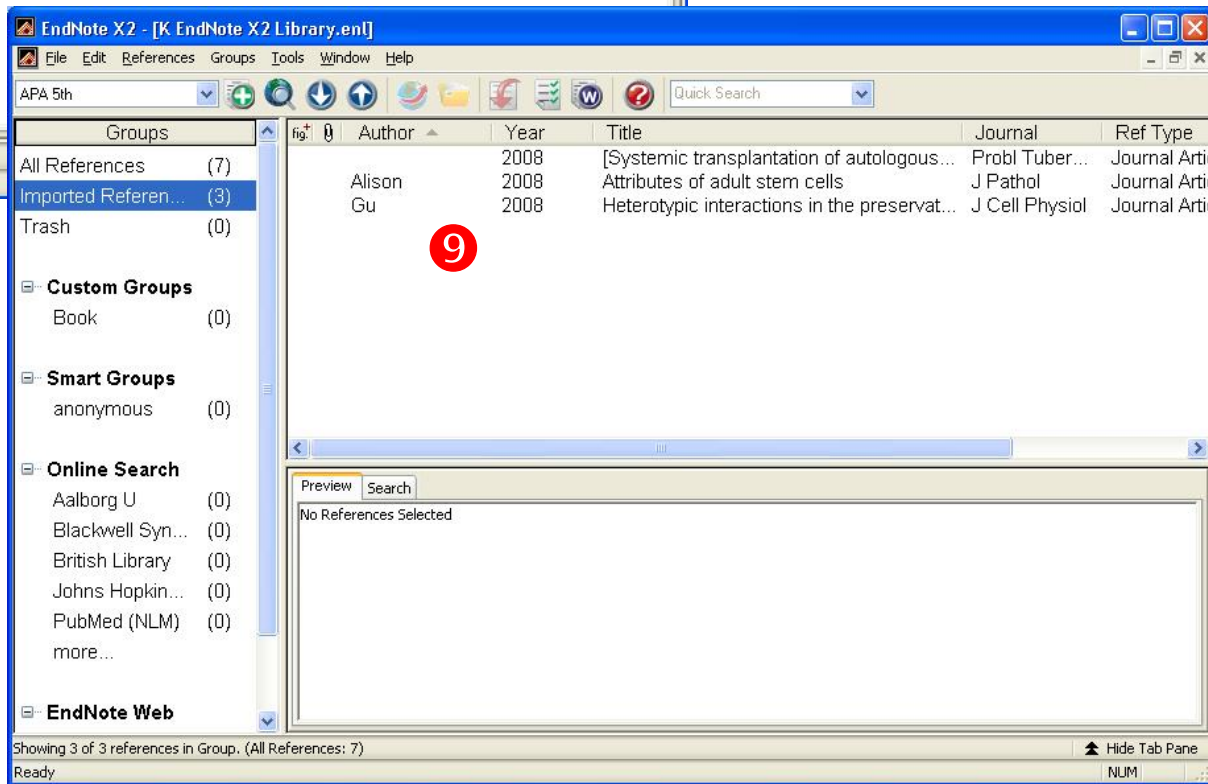 EndNote X2 - [K EndNote X2 Library.enl]
File Edit References Groups Tools Window Help
APA 5th Quick Search
Groups
All References (7)
Imported Referen... (3)
Trash (0)
Custom Groups
Book (0)
Smart Groups
anonymous (0)
Online Search
Aalborg U (0)
Blackwell Syn... (0)
British Library (0)
Johns Hopkin... (0)
PubMed (NLM) (0)
more...
EndNote Web
fig. Author Year Title Journal Ref Type
2008 [Systemic transplantation of autologous... Probl Tuber... Journal Arti
Alison 2008 Attributes of adult stem cells J Pathol Journal Arti
Gu 2008 Heterotypic interactions in the preservat... J Cell Physiol Journal Arti
9
Preview Search
No References Selected
Showing 3 of 3 references in Group. (All References: 7) Hide Tab Pane
Ready NUM